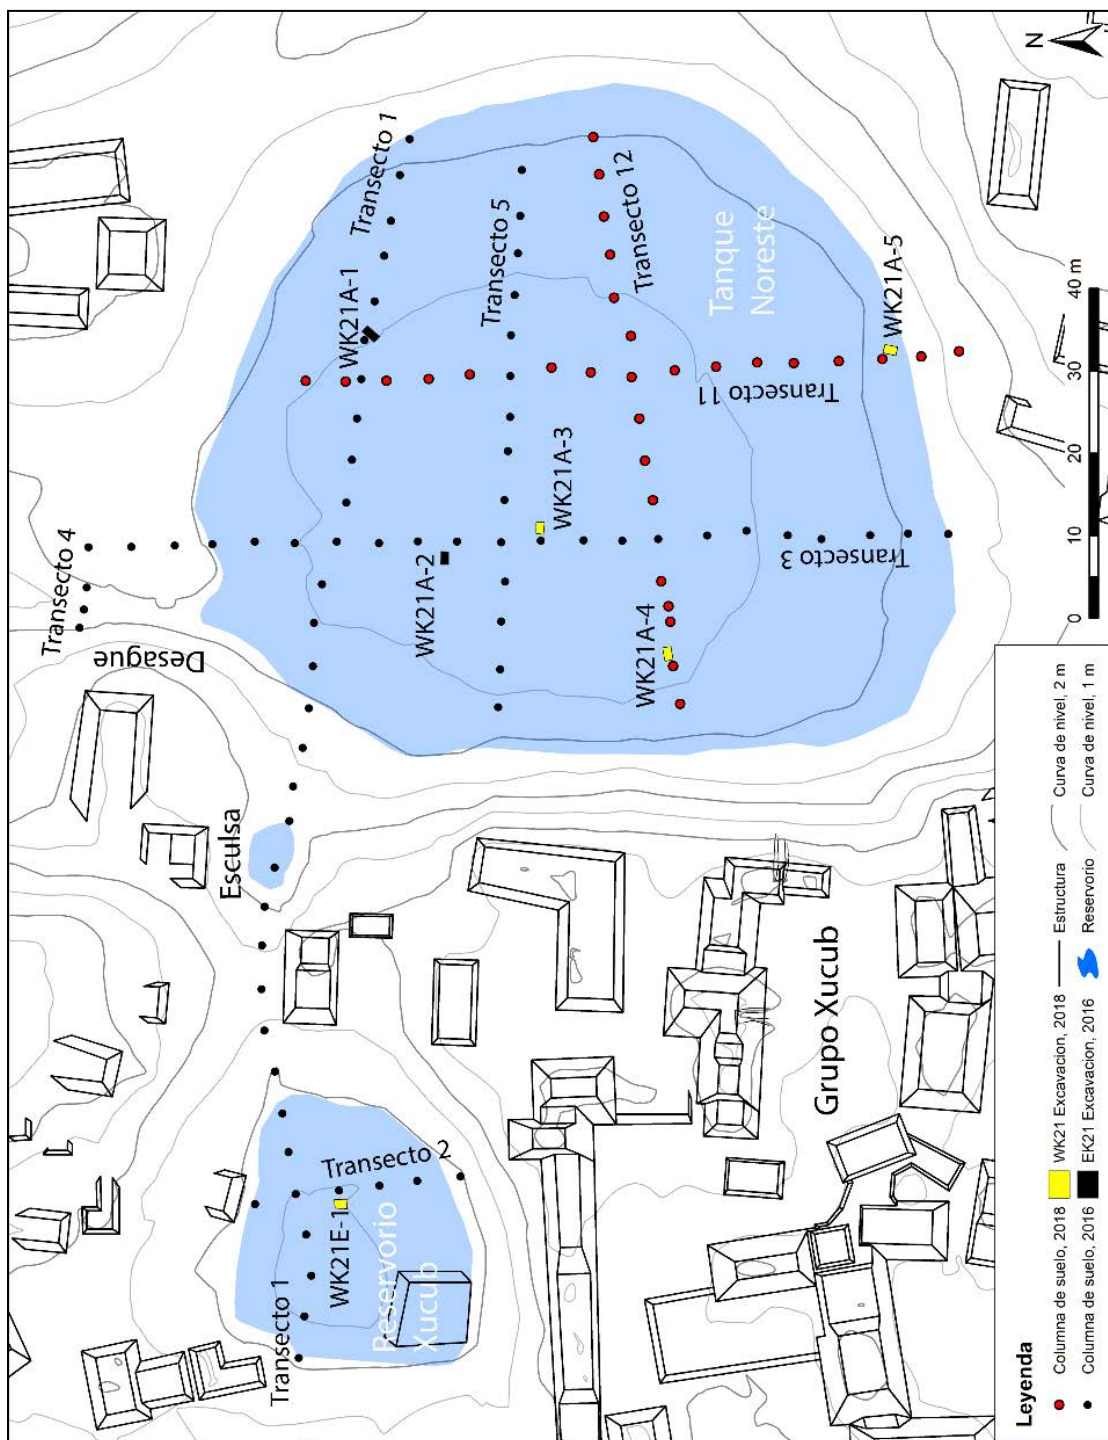 N
Transecto 4
Desague
Esculsa
WK21A-1
Transecto 1
Transecto 5
Transecto 12
WK21A-2
WK21A-3
WK21A-4
Transecto 11
Transecto 3
Tanque
Noreste
WK21A-5
Transecto 1
Transecto 2
WK21E-1
Reservorio
Xucub
Grupo Xucub
0 10 20 30 40 m
Leyenda
Columna de suelo, 2018
WK21 Excavacion, 2018
Estructura
Curva de nivel, 2 m
Columna de suelo, 2016
EK21 Excavacion, 2016
Reservorio
Curva de nivel, 1 m